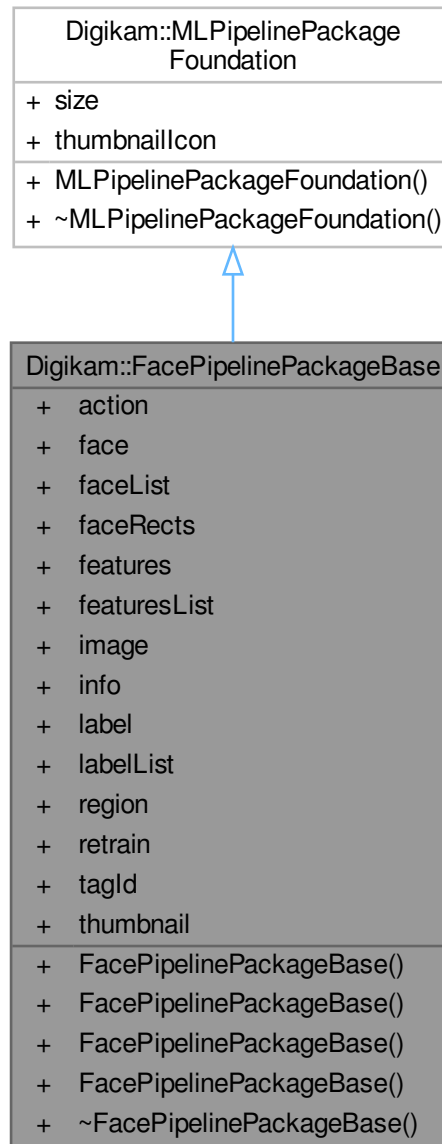 Digikam::MLPipelinePackage
Foundation
+ size
+ thumbnailIcon
+ MLPipelinePackageFoundation()
+ ~MLPipelinePackageFoundation()
Digikam::FacePipelinePackageBase
+ action
+ face
+ faceList
+ faceRects
+ features
+ featuresList
+ image
+ info
+ label
+ labelList
+ region
+ retrain
+ tagId
+ thumbnail
+ FacePipelinePackageBase()
+ FacePipelinePackageBase()
+ FacePipelinePackageBase()
+ FacePipelinePackageBase()
+ ~FacePipelinePackageBase()